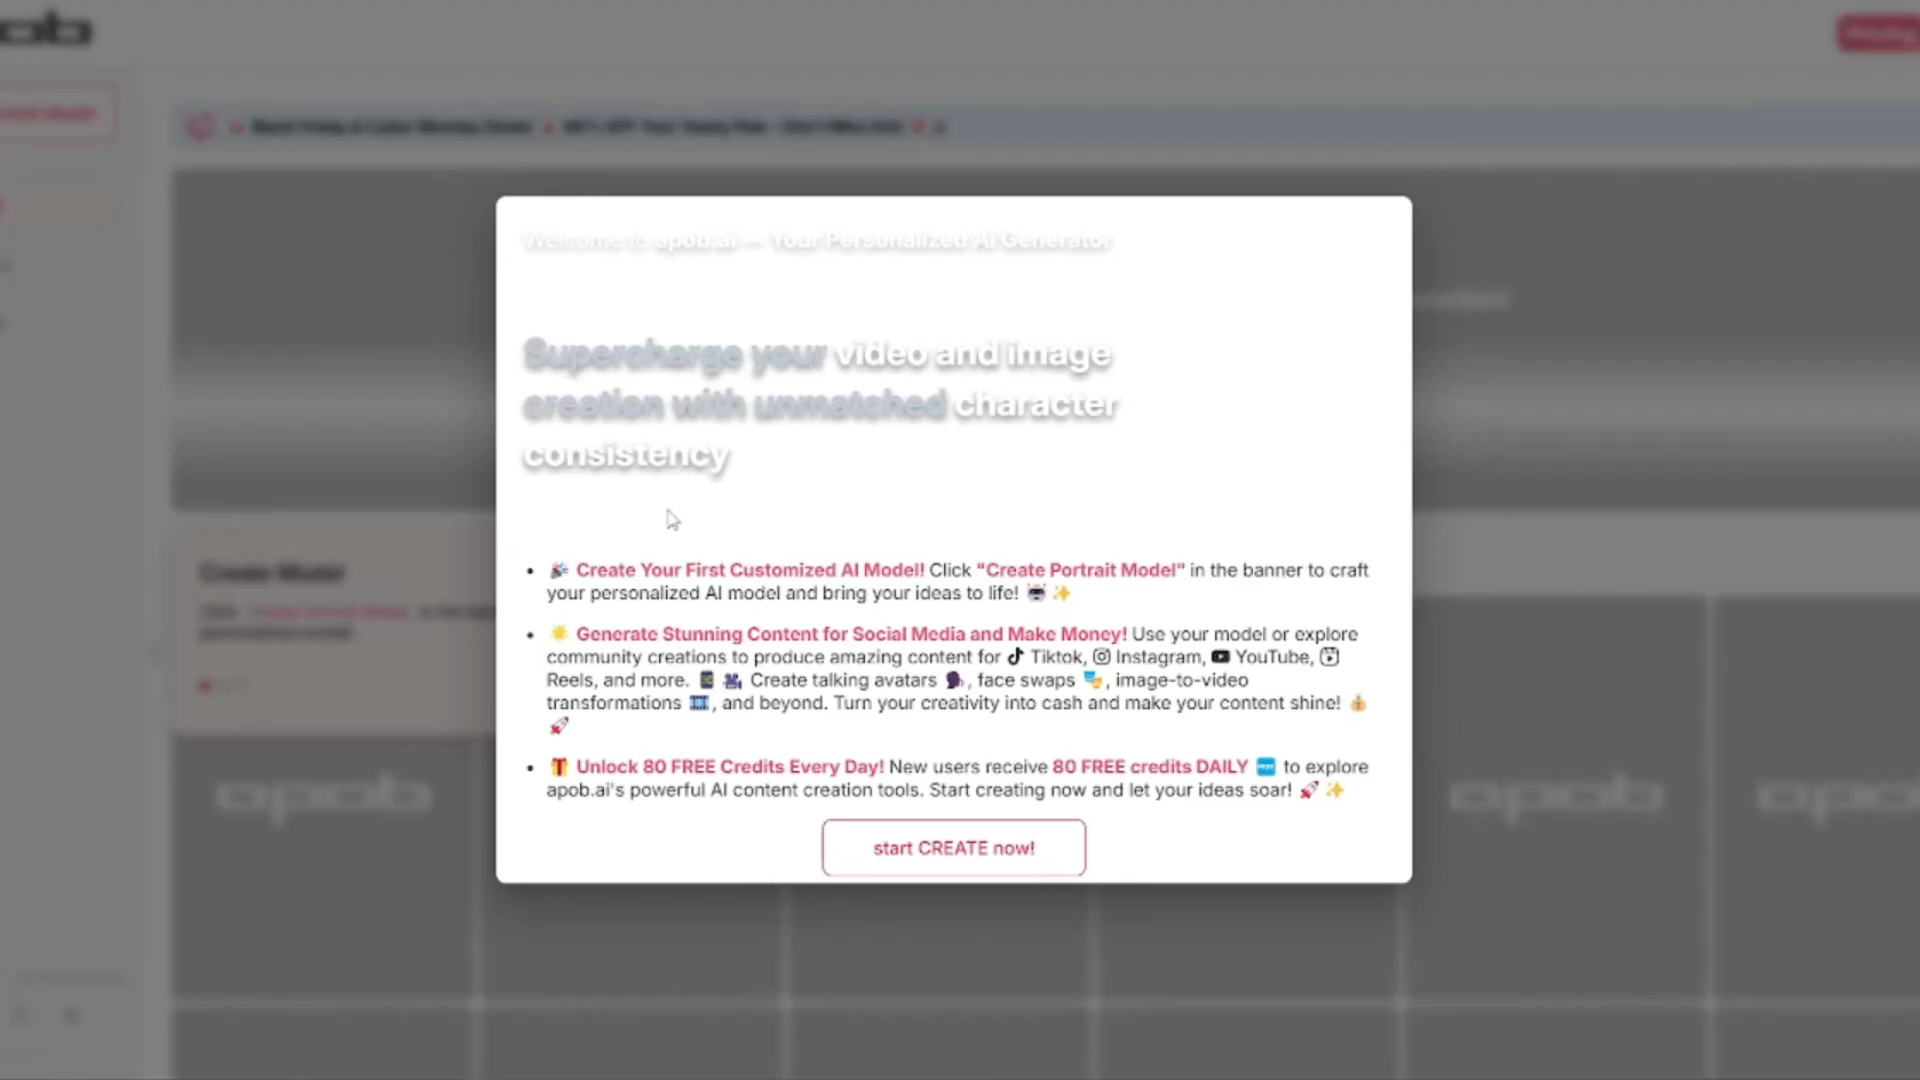 Welcome to apob.ai — Your Personalized AI Generator
Supercharge your video and image
creation with unmatched character
consistency
Create Your First Customized AI Model! Click "Create Portrait Model" in the banner to craft
your personalized AI model and bring your ideas to life!
Generate Stunning Content for Social Media and Make Money! Use your model or explore
community creations to produce amazing content for Tiktok, Instagram, YouTube,
Reels, and more. Create talking avatars , face swaps , image-to-video
transformations , and beyond. Turn your creativity into cash and make your content shine!
Unlock 80 FREE Credits Every Day! New users receive 80 FREE credits DAILY to explore
apob.ai's powerful AI content creation tools. Start creating now and let your ideas soar!
start CREATE now!
Create Model
apob
apob